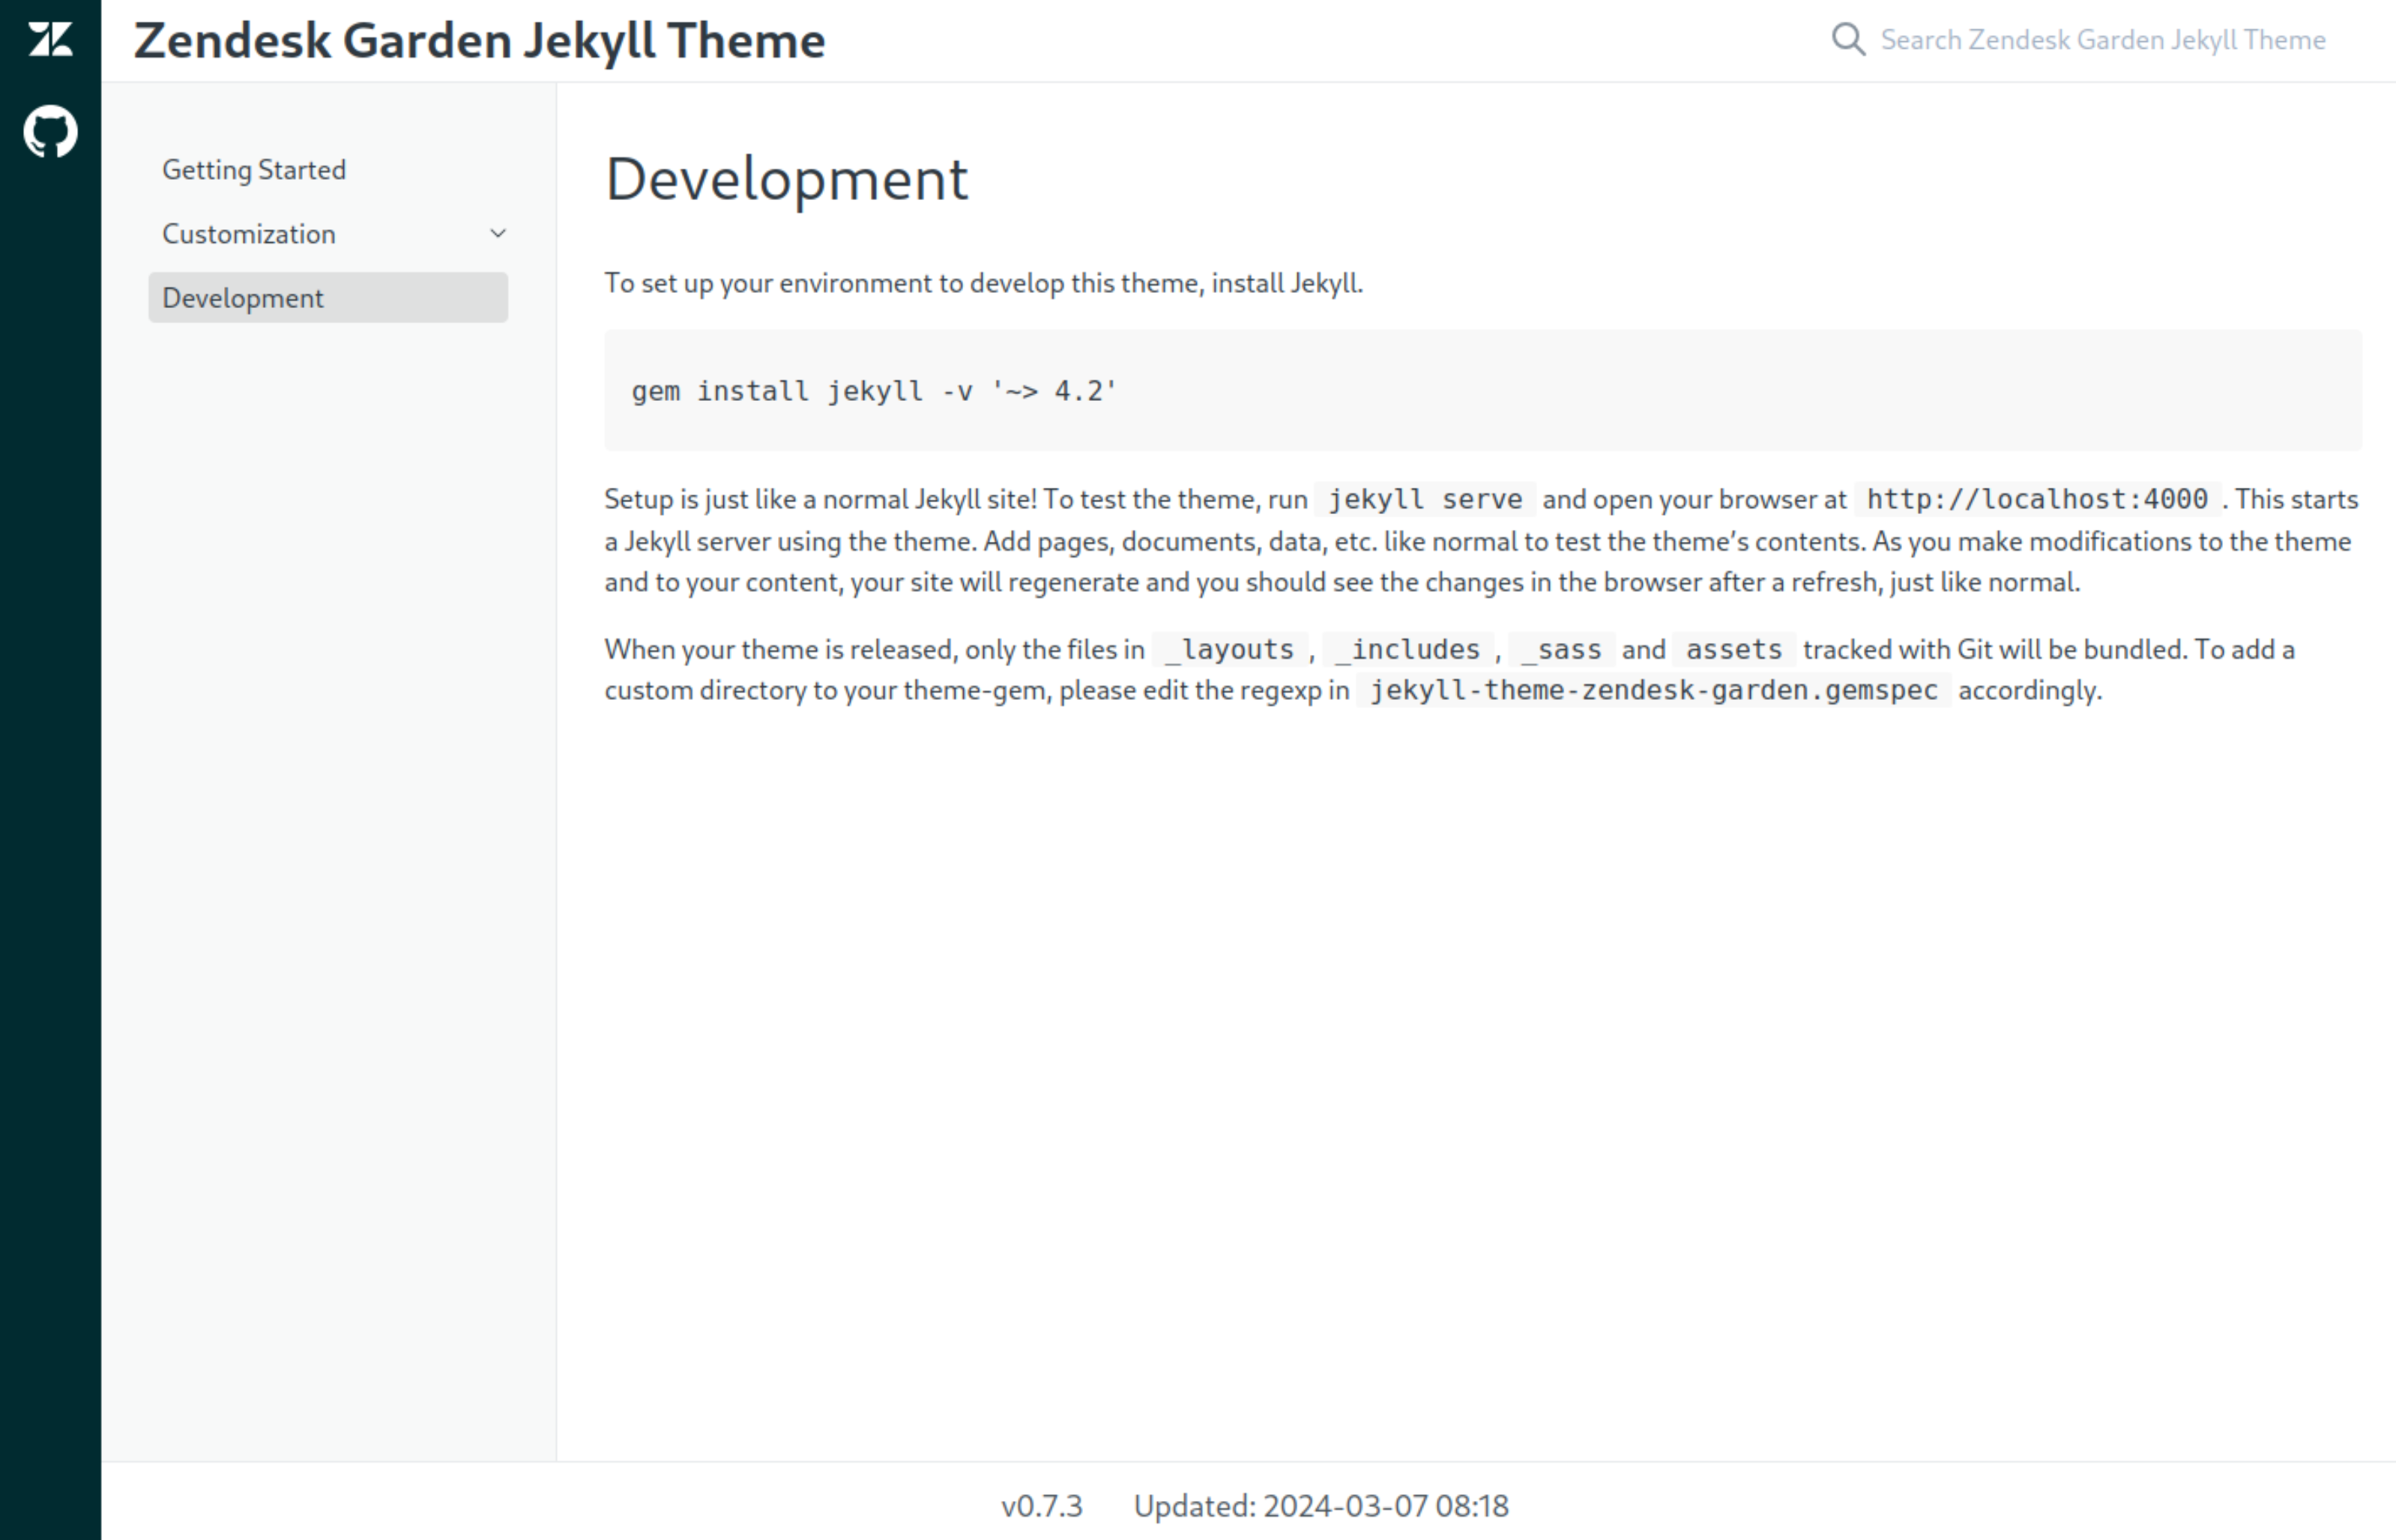 Zendesk Garden Jekyll Theme
Search Zendesk Garden Jekyll Theme
Getting Started
Customization
Development
Development
To set up your environment to develop this theme, install Jekyll.
gem install jekyll -v '~> 4.2'
Setup is just like a normal Jekyll site! To test the theme, run jekyll serve and open your browser at http://localhost:4000 . This starts
a Jekyll server using the theme. Add pages, documents, data, etc. like normal to test the theme’s contents. As you make modifications to the theme
and to your content, your site will regenerate and you should see the changes in the browser after a refresh, just like normal.
When your theme is released, only the files in _layouts , _includes , _sass and assets tracked with Git will be bundled. To add a
custom directory to your theme-gem, please edit the regexp in jekyll-theme-zendesk-garden.gemspec accordingly.
v0.7.3 Updated: 2024-03-07 08:18